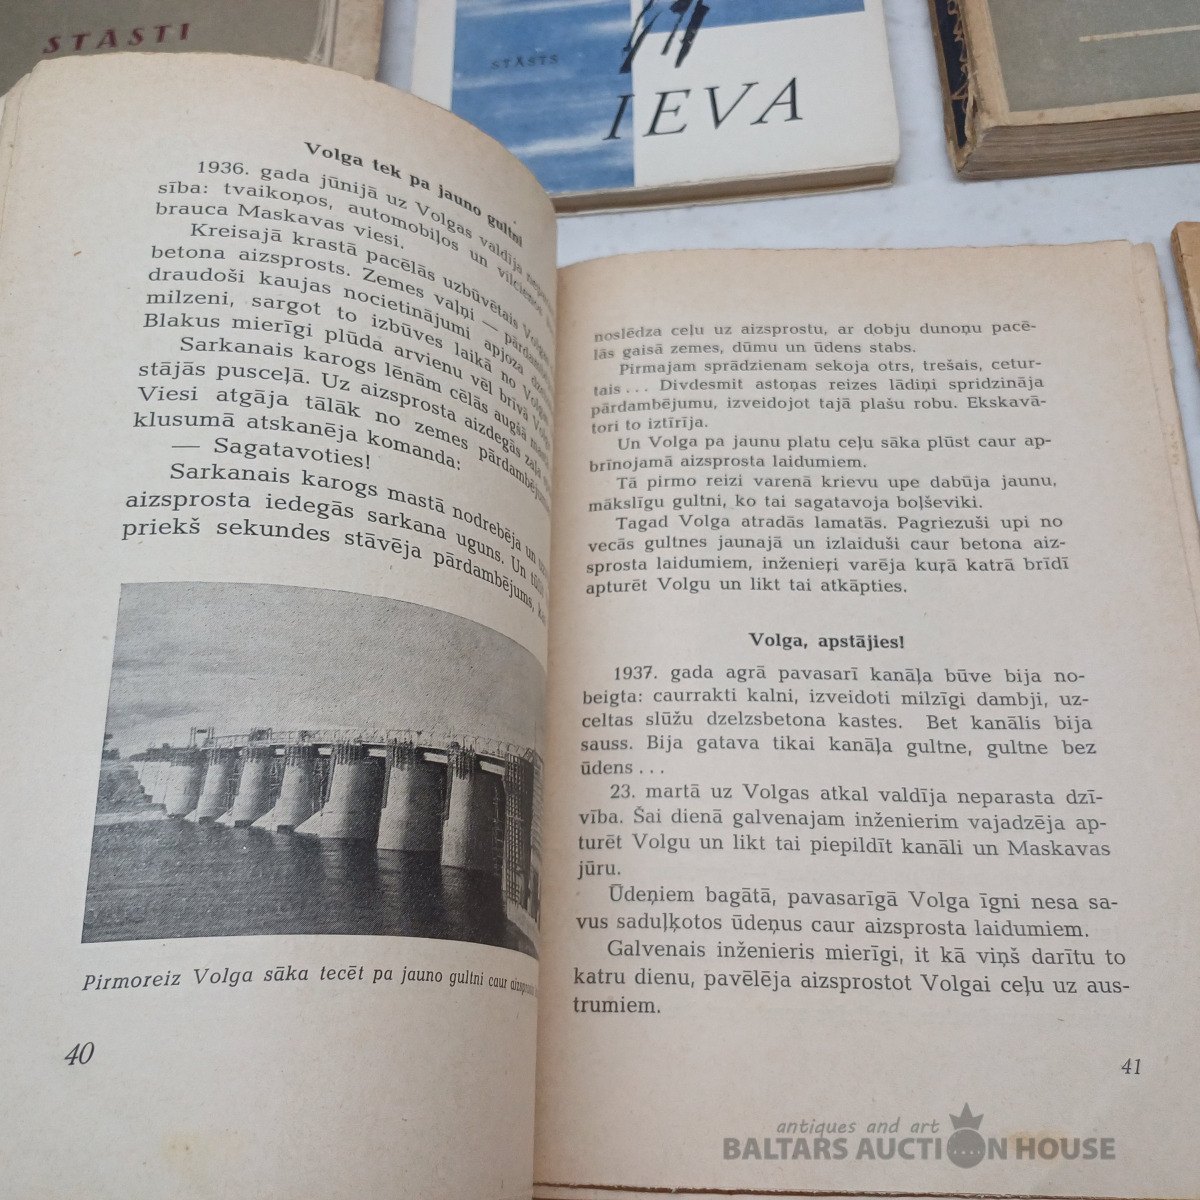 STĀSTI
STĀSTS
IEVA
Volga tek pa jauno gultni
1936. gada jūnijā uz Volgas valdīja
sība: tvaikoņos, automobiļos un vilcienos
brauca Maskavas viesi.
Kreisajā krastā pacēlās uzbūvētais
betona aizsprosts. Zemes vaļņi —
draudoši kaujas nocietinājumi apjoza
milzeni, sargot to izbūves laikā no Volgas
Blakus mierīgi plūda arvienu vēl brīvā Volga
Sarkanais karogs lēnām cēlās augšā
stājās pusceļā. Uz aizsprosta aizdegās zaļa
Viesi atgāja tālāk no zemes pārdambējuma
klusumā atskanēja komanda:
— Sagatavoties!
Sarkanais karogs mastā nodrebēja un
aizsprosta iedegās sarkana uguns. Un
priekš sekundes stāvēja pārdambējums,
Pirmoreiz Volga sāka tecēt pa jauno gultni caur
40
noslēdza ceļu uz aizsprostu, ar dobju dunoņu pacē-
lās gaisā zemes, dūmu un ūdens stabs.
Pirmajam sprādzienam sekoja otrs, trešais, cetur-
tais... Divdesmit astoņas reizes lādiņi spridzināja
pārdambējumu, izveidojot tajā plašu robu. Ekskavā-
tori to iztīrīja.
Un Volga pa jaunu platu ceļu sāka plūst caur ap-
brīnojamā aizsprosta laidumiem.
Tā pirmo reizi varenā krievu upe dabūja jaunu,
mākslīgu gultni, ko tai sagatavoja boļševiki.
Tagad Volga atradās lamatās. Pagriezuši upi no
vecās gultnes jaunajā un izlaiduši caur betona aiz-
sprosta laidumiem, inženieŗi varēja kuŗā katrā brīdī
apturēt Volgu un likt tai atkāpties.
Volga, apstājies!
1937. gada agrā pavasarī kanāļa būve bija no-
beigta: caurrakti kalni, izveidoti milzīgi dambji, uz-
celtas slūžu dzelzsbetona kastes. Bet kanālis bija
sauss. Bija gatava tikai kanāļa gultne, gultne bez
ūdens...
23. martā uz Volgas atkal valdīja neparasta dzī-
vība. Šai dienā galvenajam inženierim vajadzēja ap-
turēt Volgu un likt tai piepildīt kanāli un Maskavas
jūru.
Ūdeņiem bagātā, pavasarīgā Volga īgni nesa sa-
vus saduļķotos ūdeņus caur aizsprosta laidumiem.
Galvenais inženieris mierīgi, it kā viņš darītu to
katru dienu, pavēlēja aizsprostot Volgai ceļu uz aus-
trumiem.
41
antiques and art
BALTARS AUCTION HOUSE